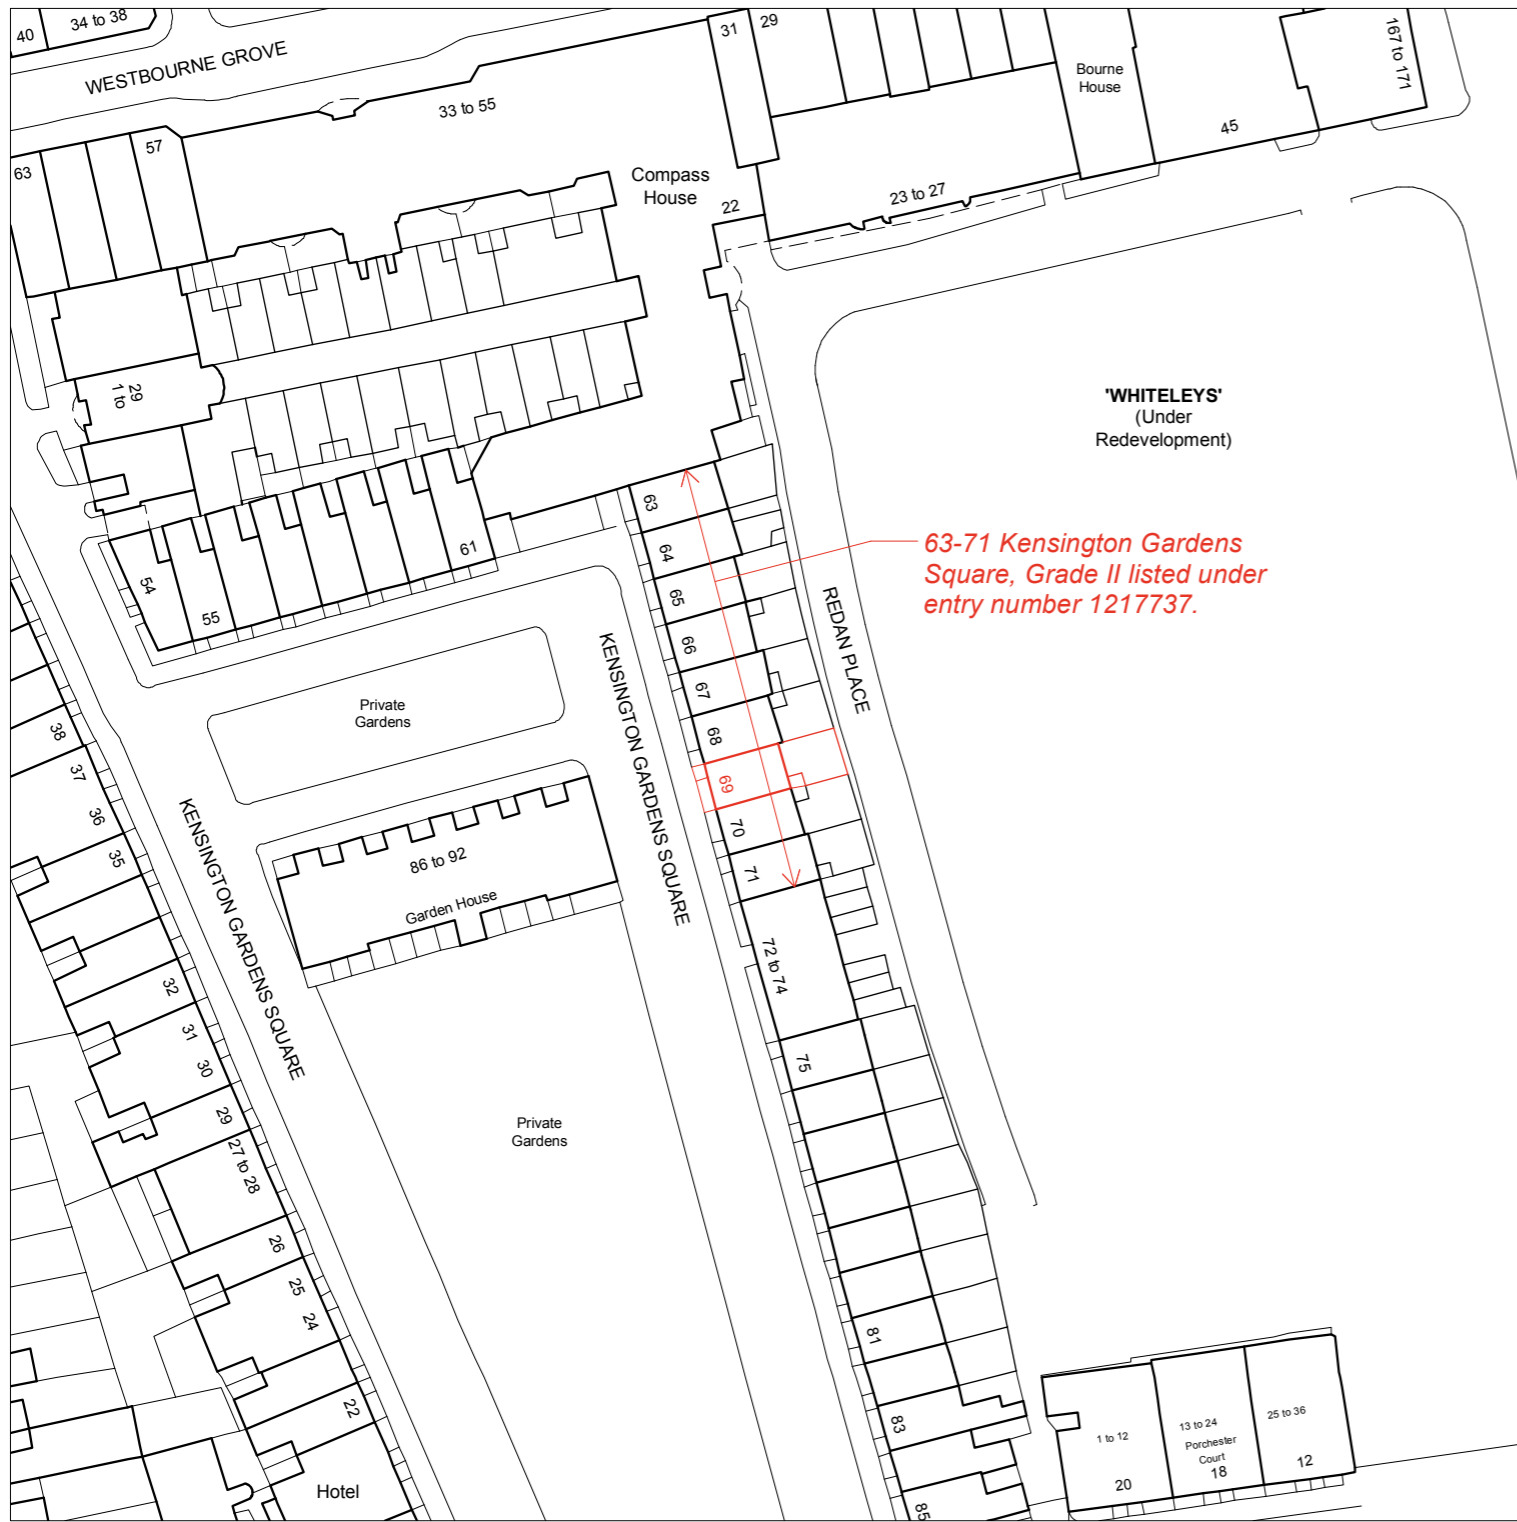 40
34 to 38
WESTBOURNE GROVE
31
29
Bourne
House
167 to 171
33 to 55
57
63
45
Compass
House
22
23 to 27
1 to
29
'WHITELEYS'
(Under
Redevelopment)
63
64
65
66
67
68
69
70
71
63-71 Kensington Gardens
Square, Grade II listed under
entry number 1217737.
61
54
55
REDAN PLACE
KENSINGTON GARDENS SQUARE
Private
Gardens
38
37
36
35
KENSINGTON GARDENS SQUARE
86 to 92
Garden House
72 to 74
32
31
30
29
27 to 28
75
Private
Gardens
26
25
24
22
Hotel
81
83
85
1 to 12
20
13 to 24
Porchester
Court
18
25 to 36
12